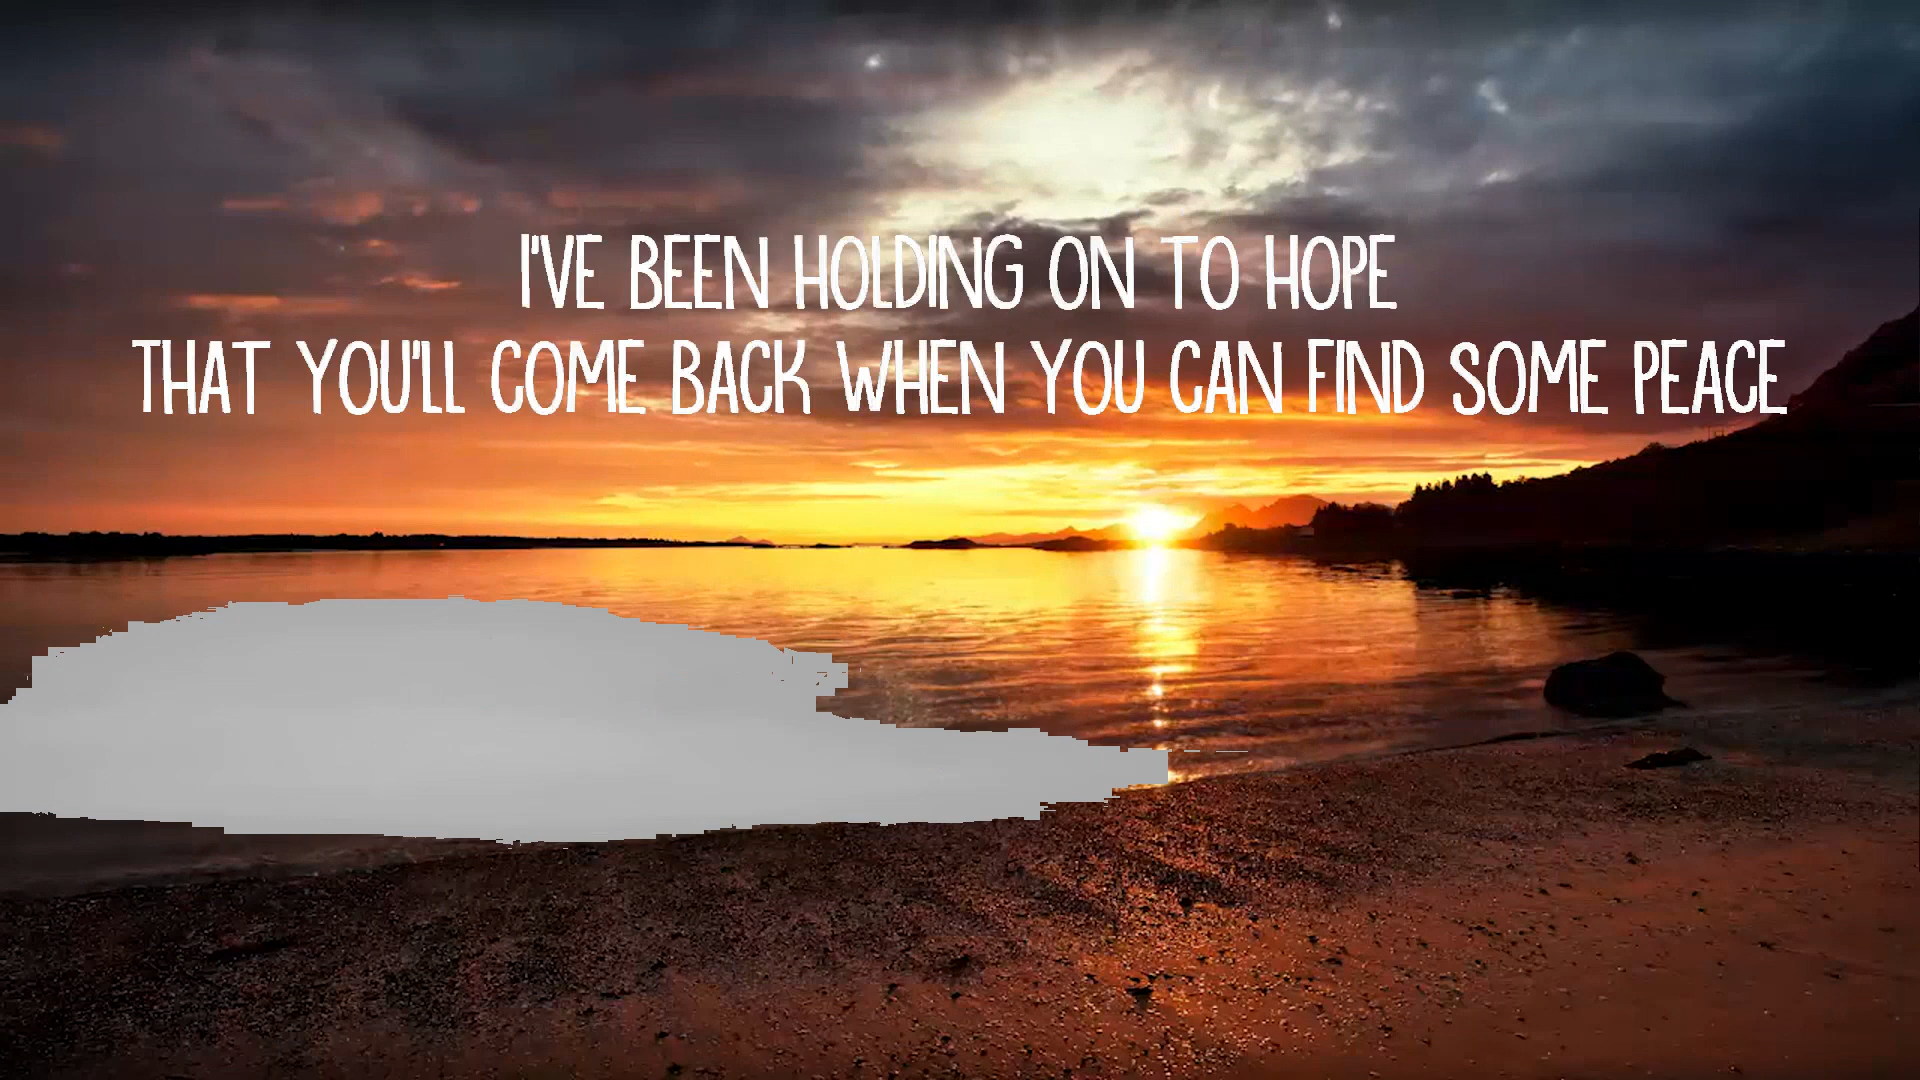 I'VE BEEN HOLDING ON TO HOPE
THAT YOU'LL COME BACK WHEN YOU CAN FIND SOME PEACE